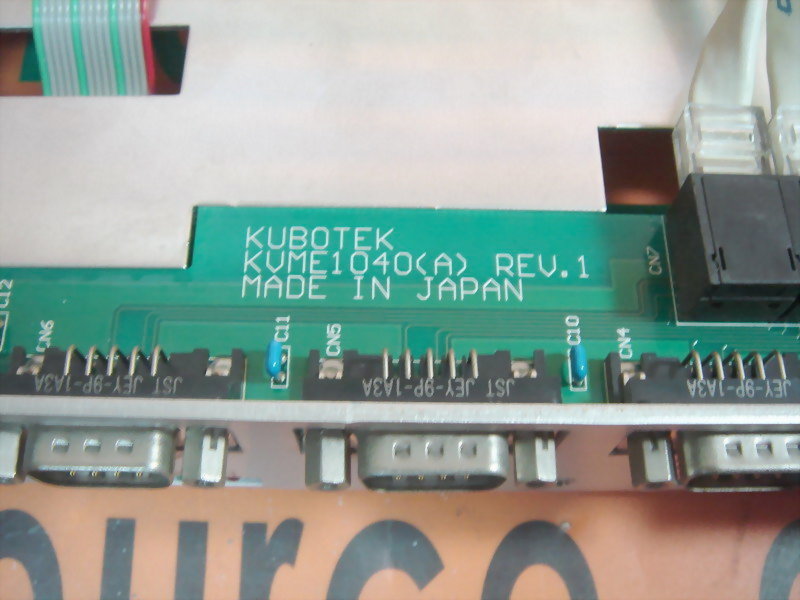 KUBOTEK
KVME1040(A) REV.1
MADE IN JAPAN
CN7
C12
CN6
C11
CN5
C10
CN4
JST JEY-9P-1A3A
JST JEY-9P-1A3A
JEY-9P-1A3A